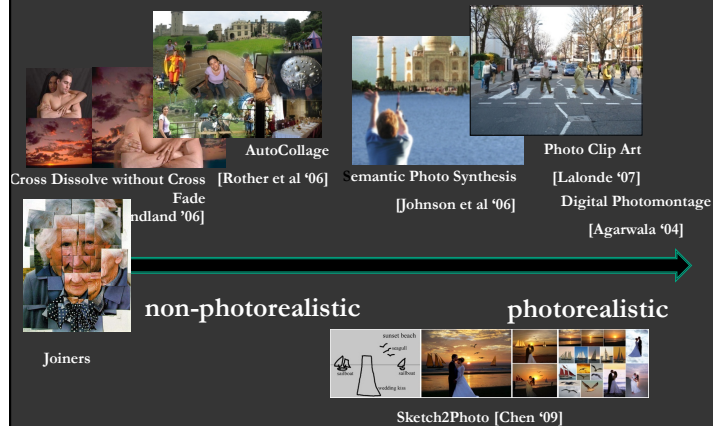 AutoCollage
[Rother et al ‘06]
Cross Dissolve without Cross
Fade
ndland ’06]
Semantic Photo Synthesis
[Johnson et al ‘06]
Photo Clip Art
[Lalonde ‘07]
Digital Photomontage
[Agarwala ‘04]
non-photorealistic
photorealistic
Joiners
sunset beach
seagull
sailboat
sailboat
wedding kiss
Sketch2Photo [Chen ‘09]